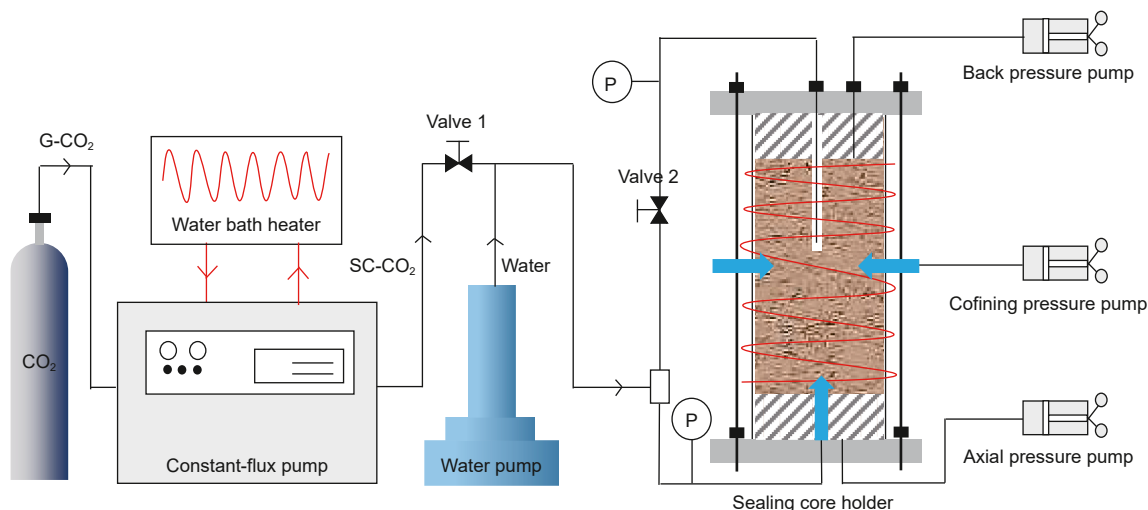 G-CO₂
CO₂
Water bath heater
Constant-flux pump
SC-CO₂
Valve 1
Water
Water pump
P
Valve 2
P
Sealing core holder
Back pressure pump
Cofining pressure pump
Axial pressure pump